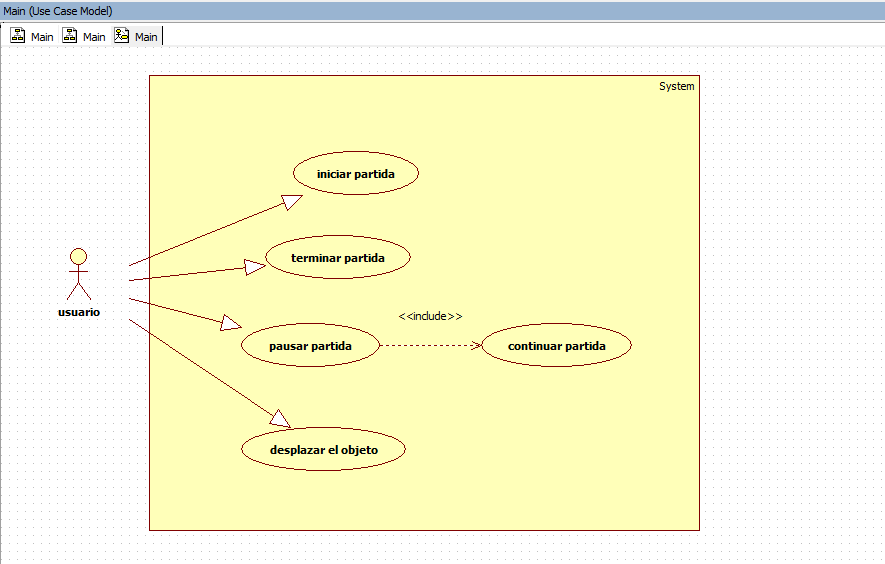 Main (Use Case Model)
Main Main Main
System
iniciar partida
terminar partida
usuario
<<include>>
pausar partida
continuar partida
desplazar el objeto